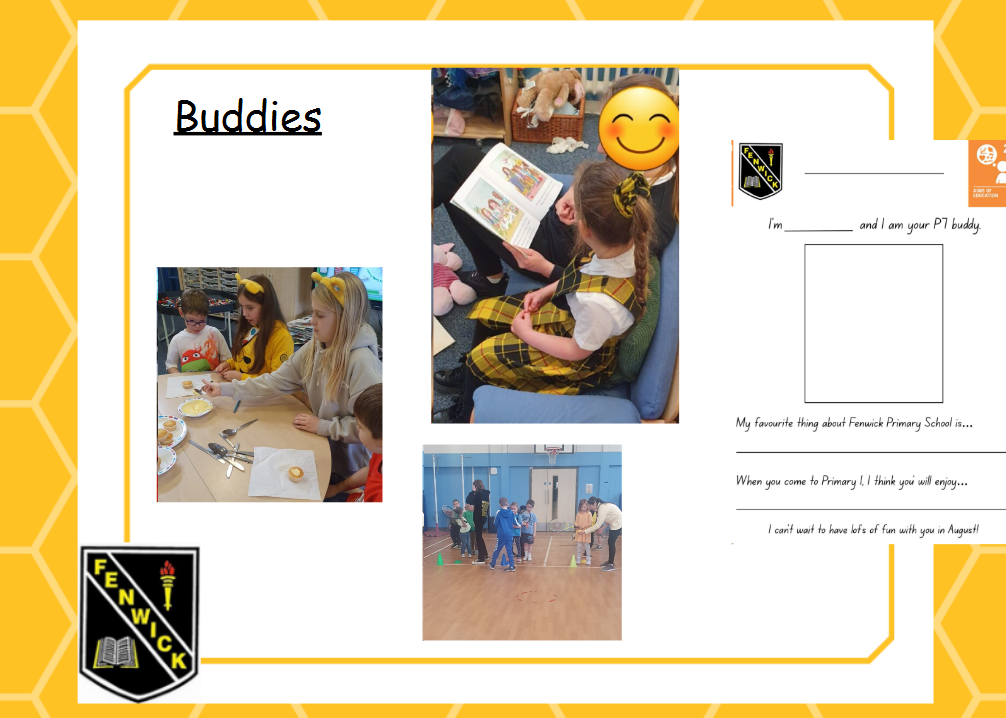 Buddies
FENWICK
I'm __________ and I am your P7 buddy.
My favourite thing about Fenwick Primary School is...
When you come to Primary 1, I think you will enjoy...
I can't wait to have lots of fun with you in August!
FENWICK